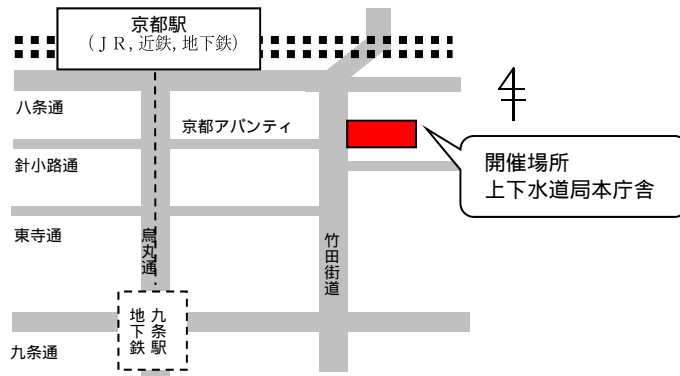 京都駅
(ＪＲ,近鉄,地下鉄)
八条通
京都アバンティ
開催場所
上下水道局本庁舎
針小路通
東寺通
烏丸通
竹田街道
九条駅
地下鉄
九条通